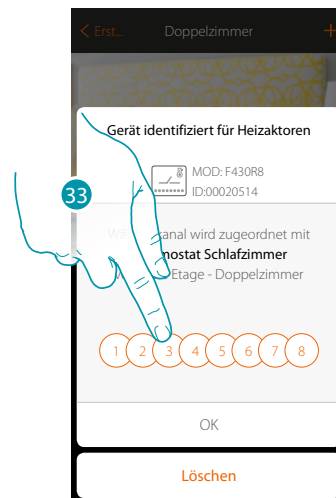 < Erst... Doppelzimmer +
Gerät identifiziert für Heizaktoren
MOD: F430R8
ID:00020514
33
kanal wird zugeordnet mit
mostat Schlafzimmer
Etage - Doppelzimmer
1 2 3 4 5 6 7 8
OK
Löschen